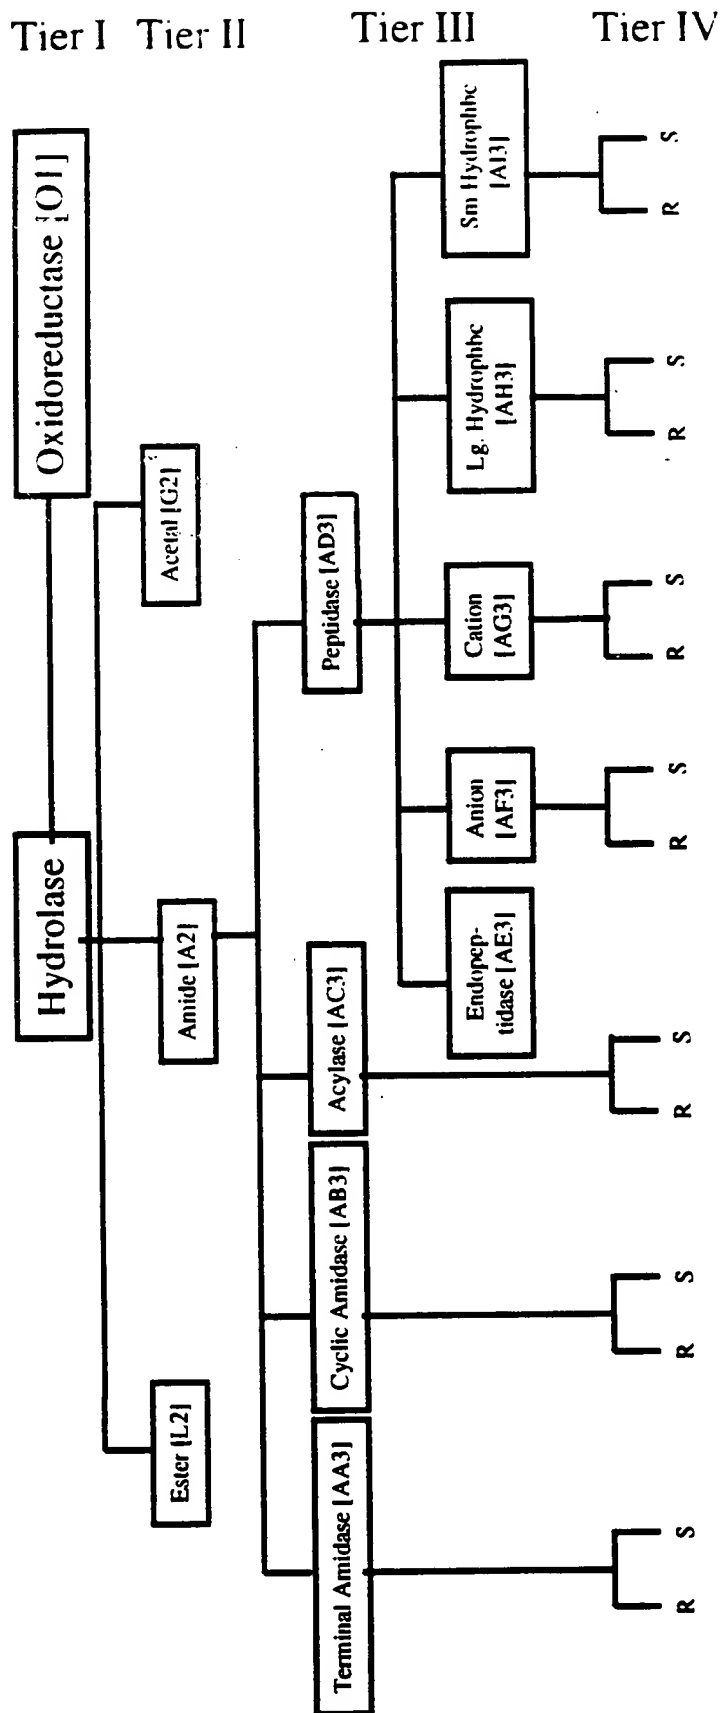 Tier I
Tier II
Tier III
Tier IV
Hydrolase
Oxidoreductase [O1]
Ester [L2]
Amide [A2]
Acetal [G2]
Terminal Amidase [AA3]
Cyclic Amidase [AB3]
Acylase [AC3]
Peptidase [AD3]
Endopep-
tidase [AE3]
Anion
[AF3]
Cation
[AG3]
Lg. Hydrophbc
[AH3]
Sm Hydrophbc
[AI3]
R
S
R
S
R
S
R
S
R
S
R
S
R
S